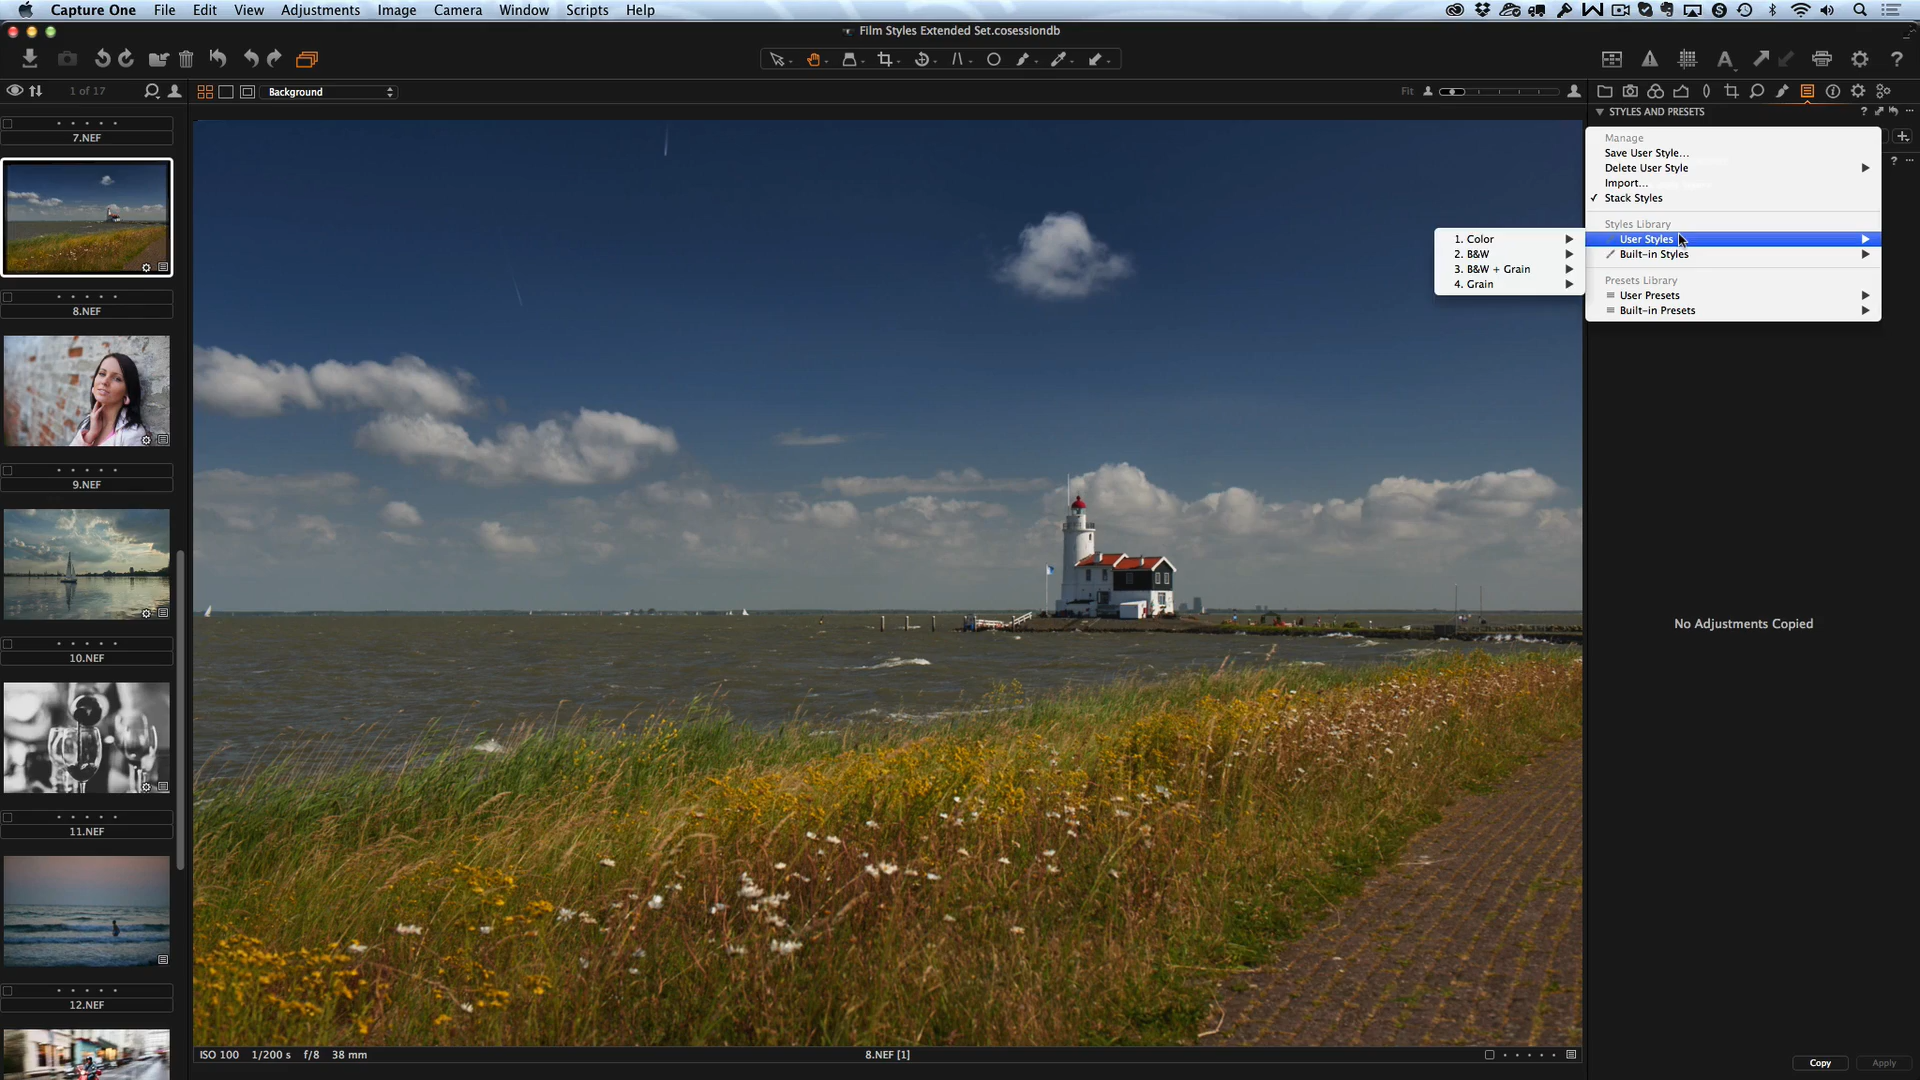 Capture One File Edit View Adjustments Image Camera Window Scripts Help
Film Styles Extended Set.cosessiondb
1 of 17
Background
Fit
STYLES AND PRESETS
Manage
Save User Style...
Delete User Style
Import...
✓ Stack Styles
Styles Library
User Styles
Built-in Styles
Presets Library
User Presets
Built-in Presets
1. Color
2. B&W
3. B&W + Grain
4. Grain
7.NEF
8.NEF
9.NEF
10.NEF
11.NEF
12.NEF
No Adjustments Copied
ISO 100 1/200 s f/8 38 mm
8.NEF [1]
Copy
Apply